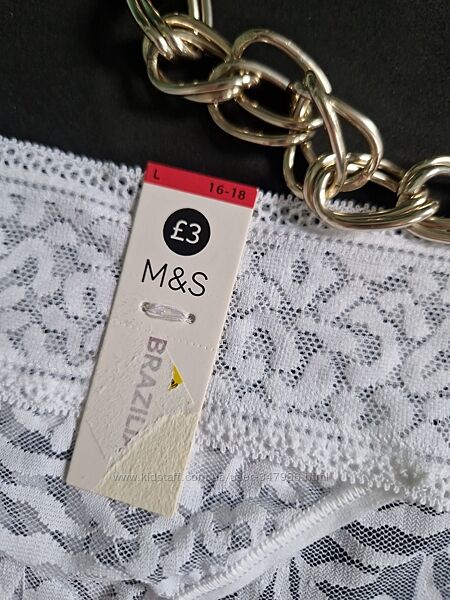 L 16-18
£3
M&S
BRAZILI